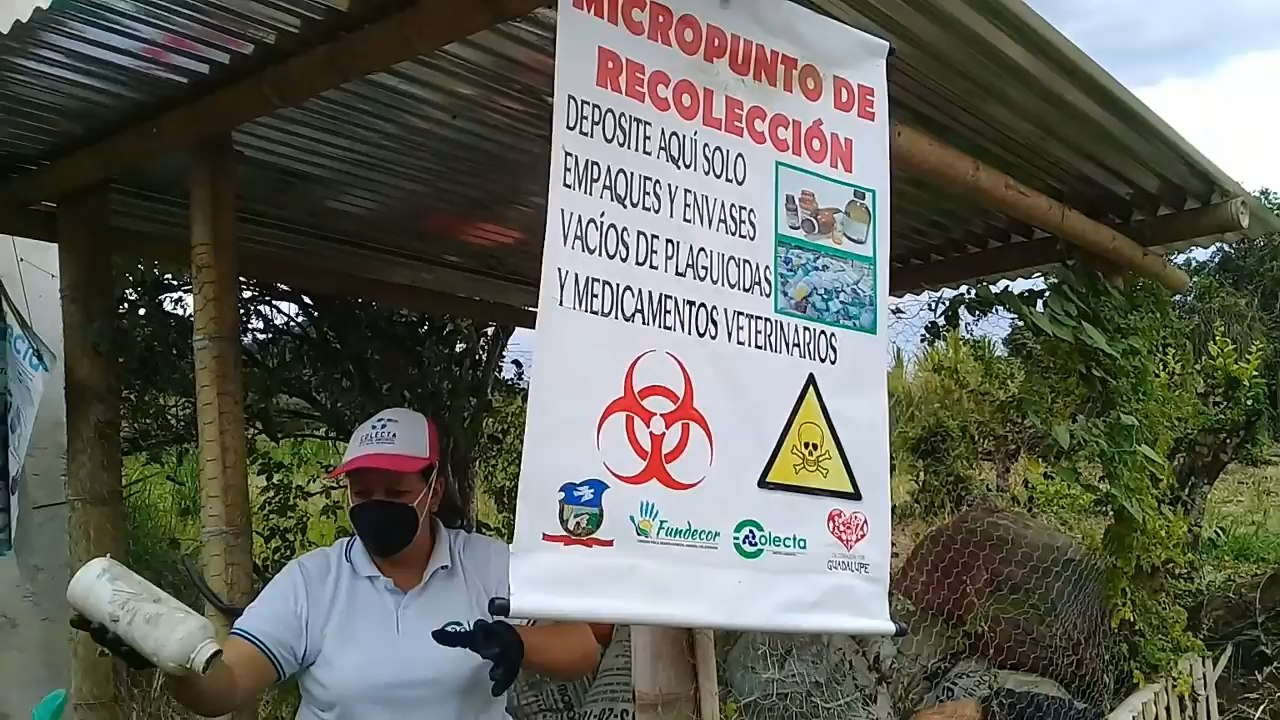 MICROPUNTO DE
RECOLECCIÓN
DEPOSITE AQUÍ SOLO
EMPAQUES Y ENVASES
VACÍOS DE PLAGUICIDAS
Y MEDICAMENTOS VETERINARIOS
Fundecor
Colecta
GUADALUPE
COLECTA